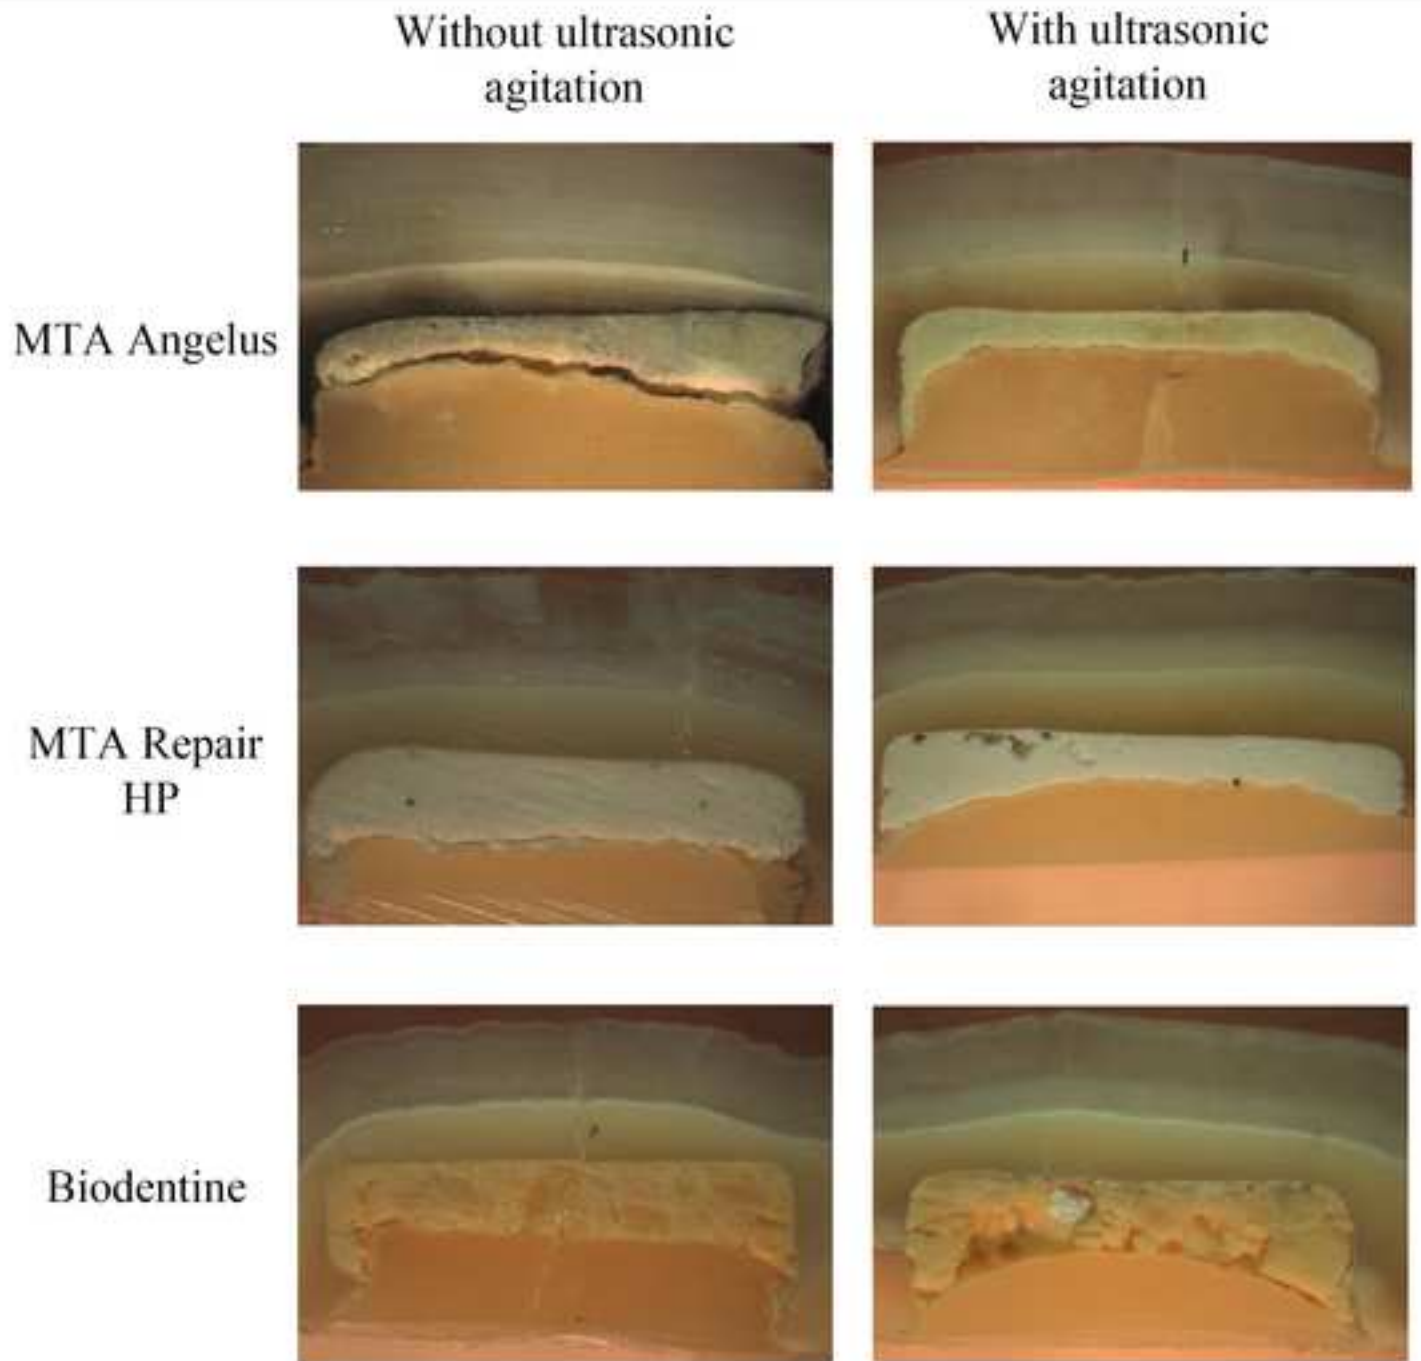 Without ultrasonic
agitation
With ultrasonic
agitation
MTA Angelus
MTA Repair
HP
Biodentine